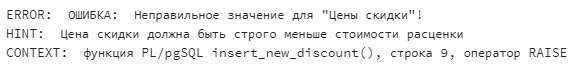 ERROR:  ОШИБКА:  Неправильное значение для "Цены скидки"!
HINT:  Цена скидки должна быть строго меньше стоимости расценки
CONTEXT:  функция PL/pgSQL insert_new_discount(), строка 9, оператор RAISE